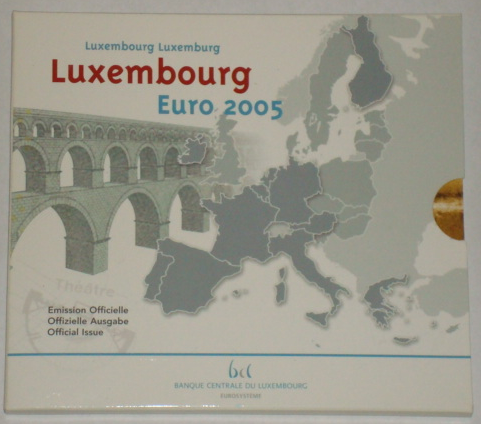 Luxembourg Luxemburg
Luxembourg
Euro 2005
Théâtre
Emission Officielle
Offizielle Ausgabe
Official Issue
bcl
BANQUE CENTRALE DU LUXEMBOURG
EUROSYSTÈME